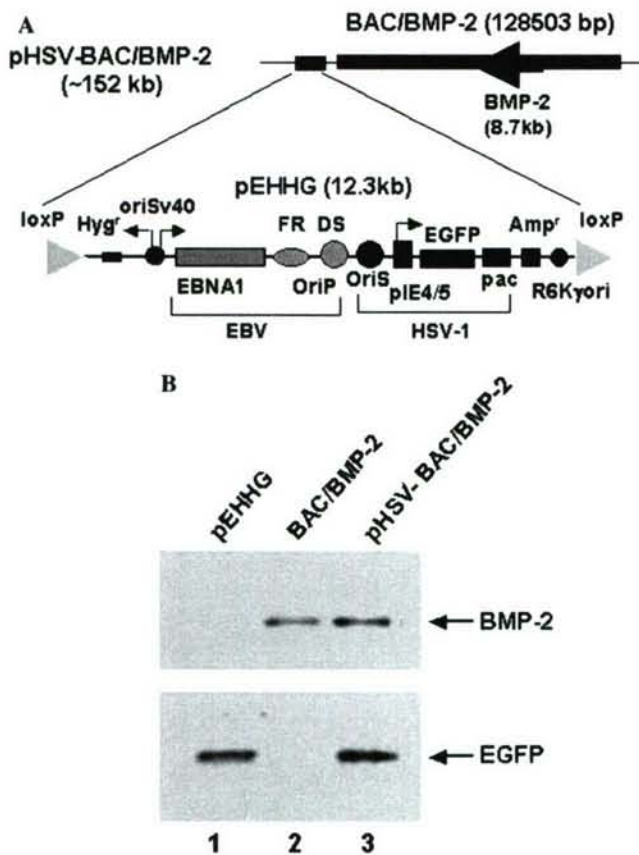 A
pHSV-BAC/BMP-2
(~152 kb)
BAC/BMP-2 (128503 bp)
BMP-2
(8.7kb)
pEHHG (12.3kb)
loxP
Hygʳ
oriSv40
FR
DS
EGFP
Ampʳ
loxP
EBNA1
OriP
OriS
pIE4/5
pac
R6Kγori
EBV
HSV-1
B
pEHHG
BAC/BMP-2
pHSV- BAC/BMP-2
BMP-2
EGFP
1 2 3